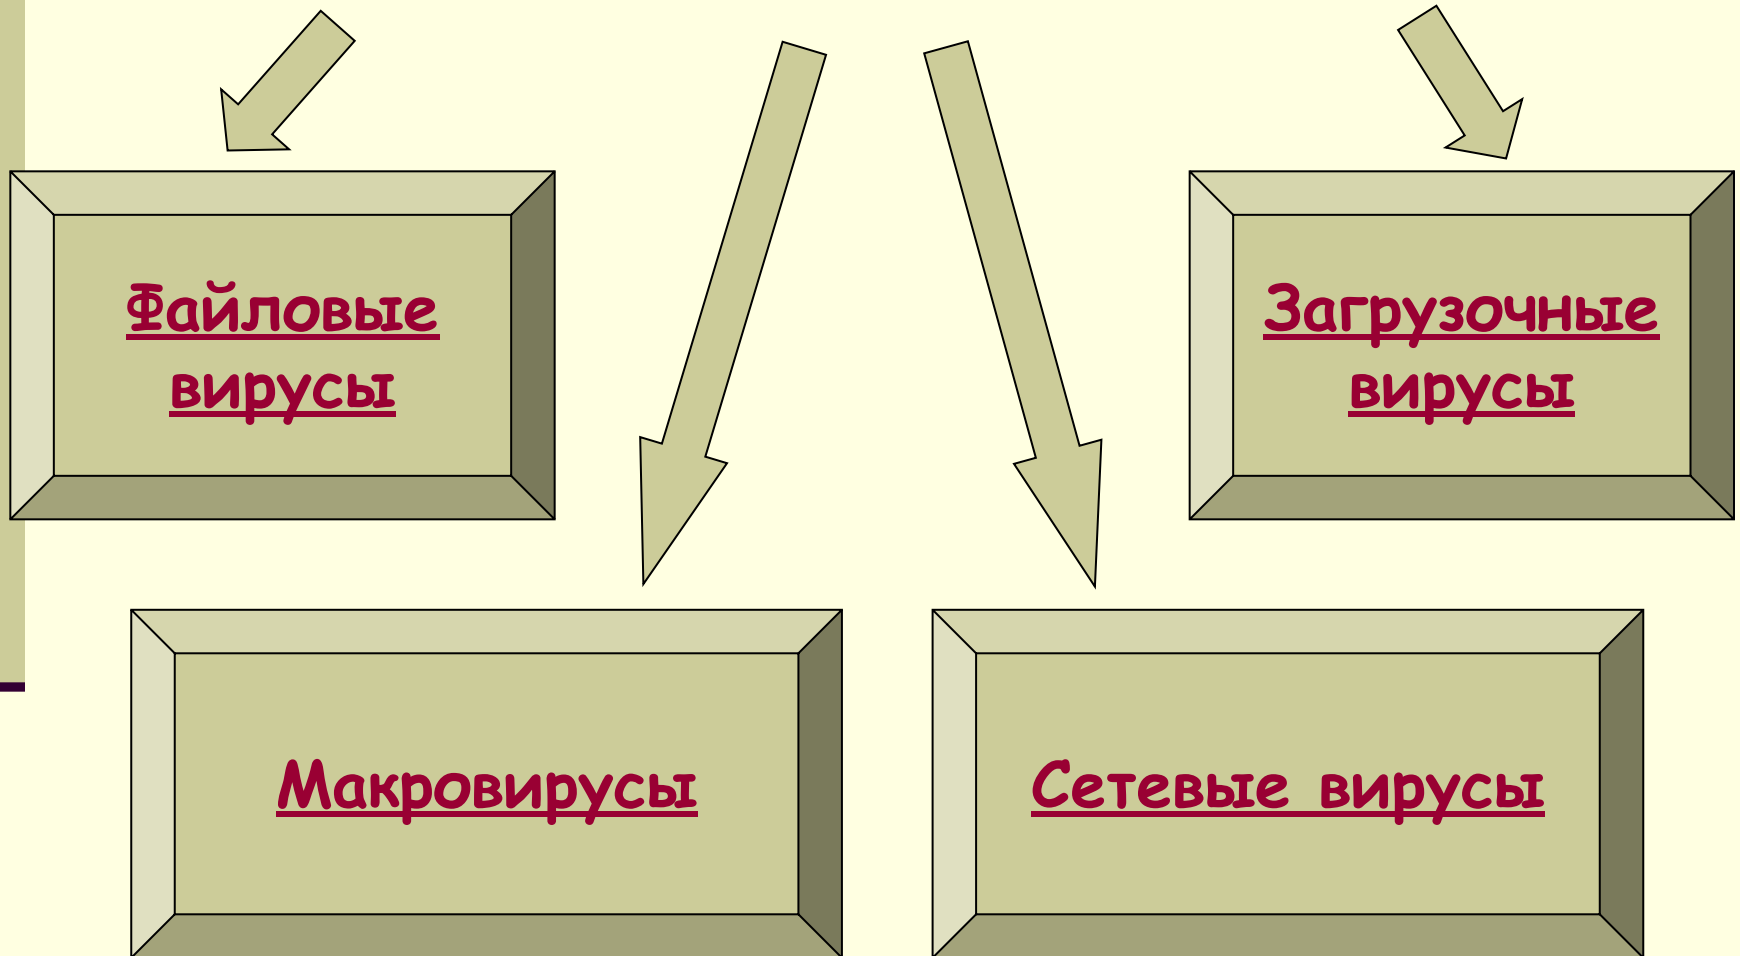 Файловые
вирусы
Загрузочные
вирусы
Макровирусы
Сетевые вирусы